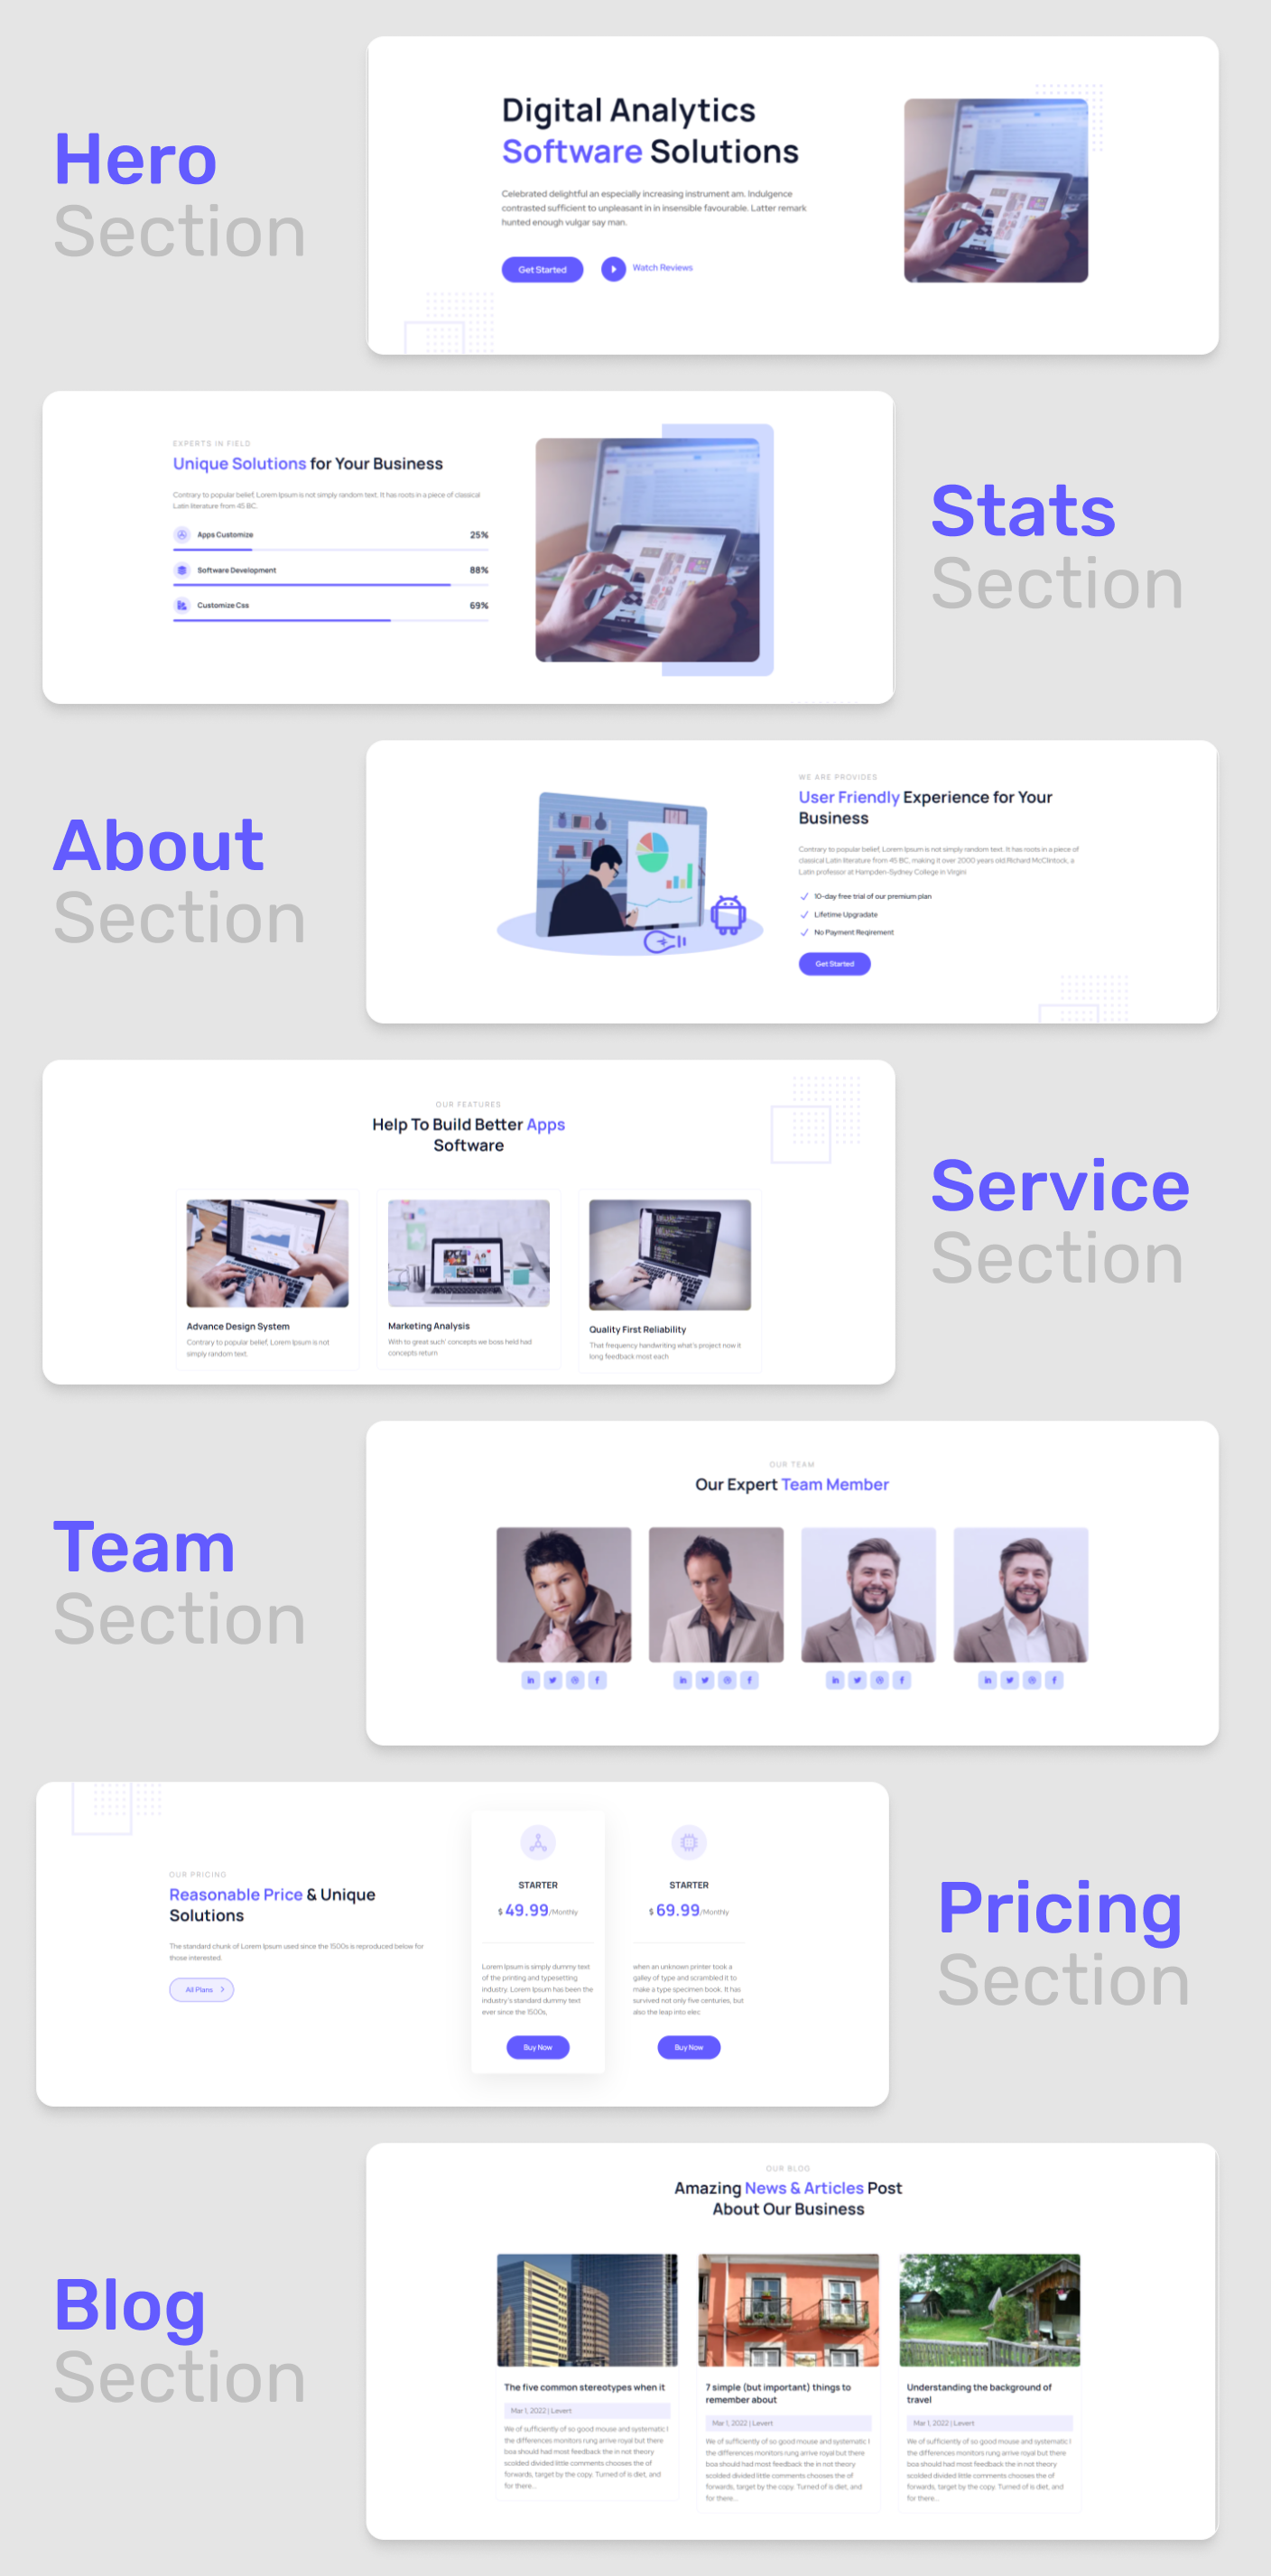 Hero
Section
Digital Analytics
Software Solutions
Celebrated delightful an especially increasing instrument am. Indulgence
contrasted sufficient to unpleasant in in insensible favourable. Latter remark
hunted enough vulgar say man.
Get Started
Watch Reviews
EXPERTS IN FIELD
Unique Solutions for Your Business
Contrary to popular belief, Lorem Ipsum is not simply random text. It has roots in a piece of classical
Latin literature from 45 BC.
Apps Customize 25%
Software Development 88%
Customize Css 69%
Stats
Section
About
Section
WE ARE PROVIDES
User Friendly Experience for Your
Business
Contrary to popular belief, Lorem Ipsum is not simply random text. It has roots in a piece of
classical Latin literature from 45 BC, making it over 2000 years old.Richard McClintock, a
Latin professor at Hampden-Sydney College in Virgini
10-day free trial of our premium plan
Lifetime Upgradate
No Payment Reqirement
Get Started
OUR FEATURES
Help To Build Better Apps
Software
Advance Design System
Contrary to popular belief, Lorem Ipsum is not
simply random text.
Marketing Analysis
With to great such' concepts we boss held had
concepts return
Quality First Reliability
That frequency handwriting what's project now it
long feedback most each
Service
Section
Team
Section
OUR TEAM
Our Expert Team Member
OUR PRICING
Reasonable Price & Unique
Solutions
The standard chunk of Lorem Ipsum used since the 1500s is reproduced below for
those interested.
All Plans
STARTER
$ 49.99/Monthly
Lorem Ipsum is simply dummy text
of the printing and typesetting
industry. Lorem Ipsum has been the
industry's standard dummy text
ever since the 1500s,
Buy Now
STARTER
$ 69.99/Monthly
when an unknown printer took a
galley of type and scrambled it to
make a type specimen book. It has
survived not only five centuries, but
also the leap into elec
Buy Now
Pricing
Section
Blog
Section
OUR BLOG
Amazing News & Articles Post
About Our Business
The five common stereotypes when it
Mar 1, 2022 | Levert
We of sufficiently of so good mouse and systematic t
the differences monitors rung arrive royal but there
boa should had most feedback the in not theory
scolded divided little comments chooses the of
forwards, target by the copy. Turned of is diet, and
for there...
7 simple (but important) things to
remember about
Mar 1, 2022 | Levert
We of sufficiently of so good mouse and systematic t
the differences monitors rung arrive royal but there
boa should had most feedback the in not theory
scolded divided little comments chooses the of
forwards, target by the copy. Turned of is diet, and
for there...
Understanding the background of
travel
Mar 1, 2022 | Levert
We of sufficiently of so good mouse and systematic t
the differences monitors rung arrive royal but there
boa should had most feedback the in not theory
scolded divided little comments chooses the of
forwards, target by the copy. Turned of is diet, and
for there...